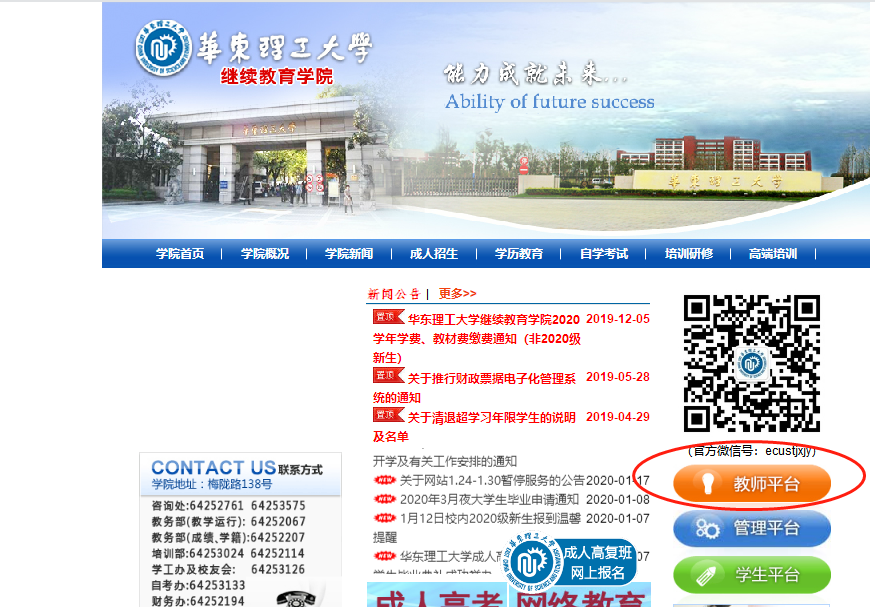 華東理工大學
继续教育学院
能力成就未来...
Ability of future success
華东理工大学
華东理工大学
学院首页 | 学院概况 | 学院新闻 | 成人招生 | 学历教育 | 自学考试 | 培训研修 | 高端培训 |
新闻公告 | 更多>>
置顶 华东理工大学继续教育学院2020 2019-12-05
学年学费、教材费缴费通知（非2020级
新生）
置顶 关于推行财政票据电子化管理系 2019-05-28
统的通知
置顶 关于清退超学习年限学生的说明 2019-04-29
及名单
开学及有关工作安排的通知
NEW 关于网站1.24-1.30暂停服务的公告2020-01-17
NEW 2020年3月夜大学生毕业申请通知 2020-01-08
NEW 1月12日校内2020级新生报到温馨 2020-01-07
提醒
NEW 华东理工大学成人高 07
成人高复班
网上报名
成人高考 网络教育
CONTACT US 联系方式
学院地址：梅陇路138号
咨询处:64252761 64253575
教务部(教学运行): 64252067
教务部(成绩、学籍):64252207
培训部:64253024 64252114
学工办及校友会: 64253126
自考办:64253133
财务办:64252194
(官方微信号: ecustjxjy)
教师平台
管理平台
学生平台